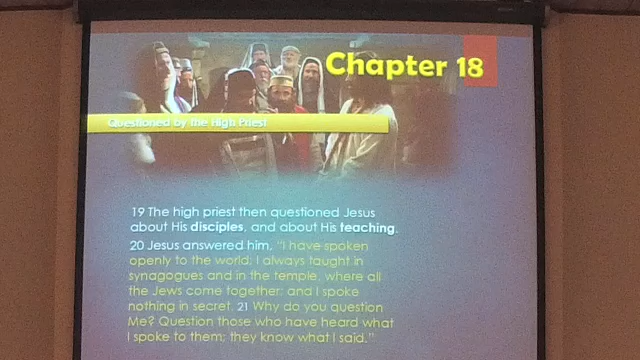 Chapter 18
Questioned by the High Priest
19 The high priest then questioned Jesus
about His disciples, and about His teaching.
20 Jesus answered him, "I have spoken
openly to the world; I always taught in
synagogues and in the temple, where all
the Jews come together; and I spoke
nothing in secret. 21 Why do you question
Me? Question those who have heard what
I spoke to them; they know what I said."